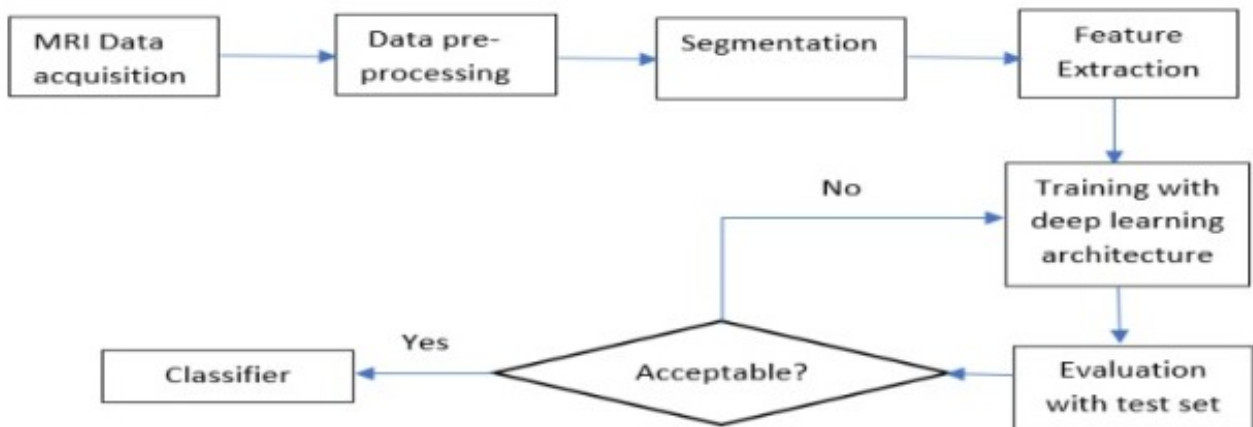 MRI Data
acquisition
Data pre-
processing
Segmentation
Feature
Extraction
Training with
deep learning
architecture
No
Evaluation
with test set
Acceptable?
Yes
Classifier